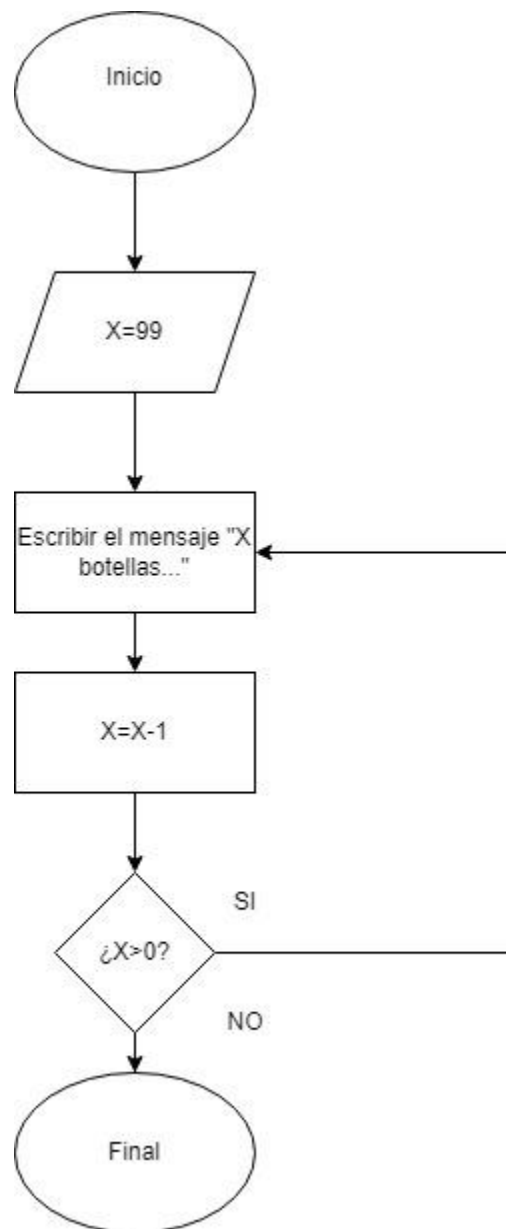 Inicio
X=99
Escribir el mensaje "X
botellas..."
X=X-1
SI
¿X>0?
NO
Final